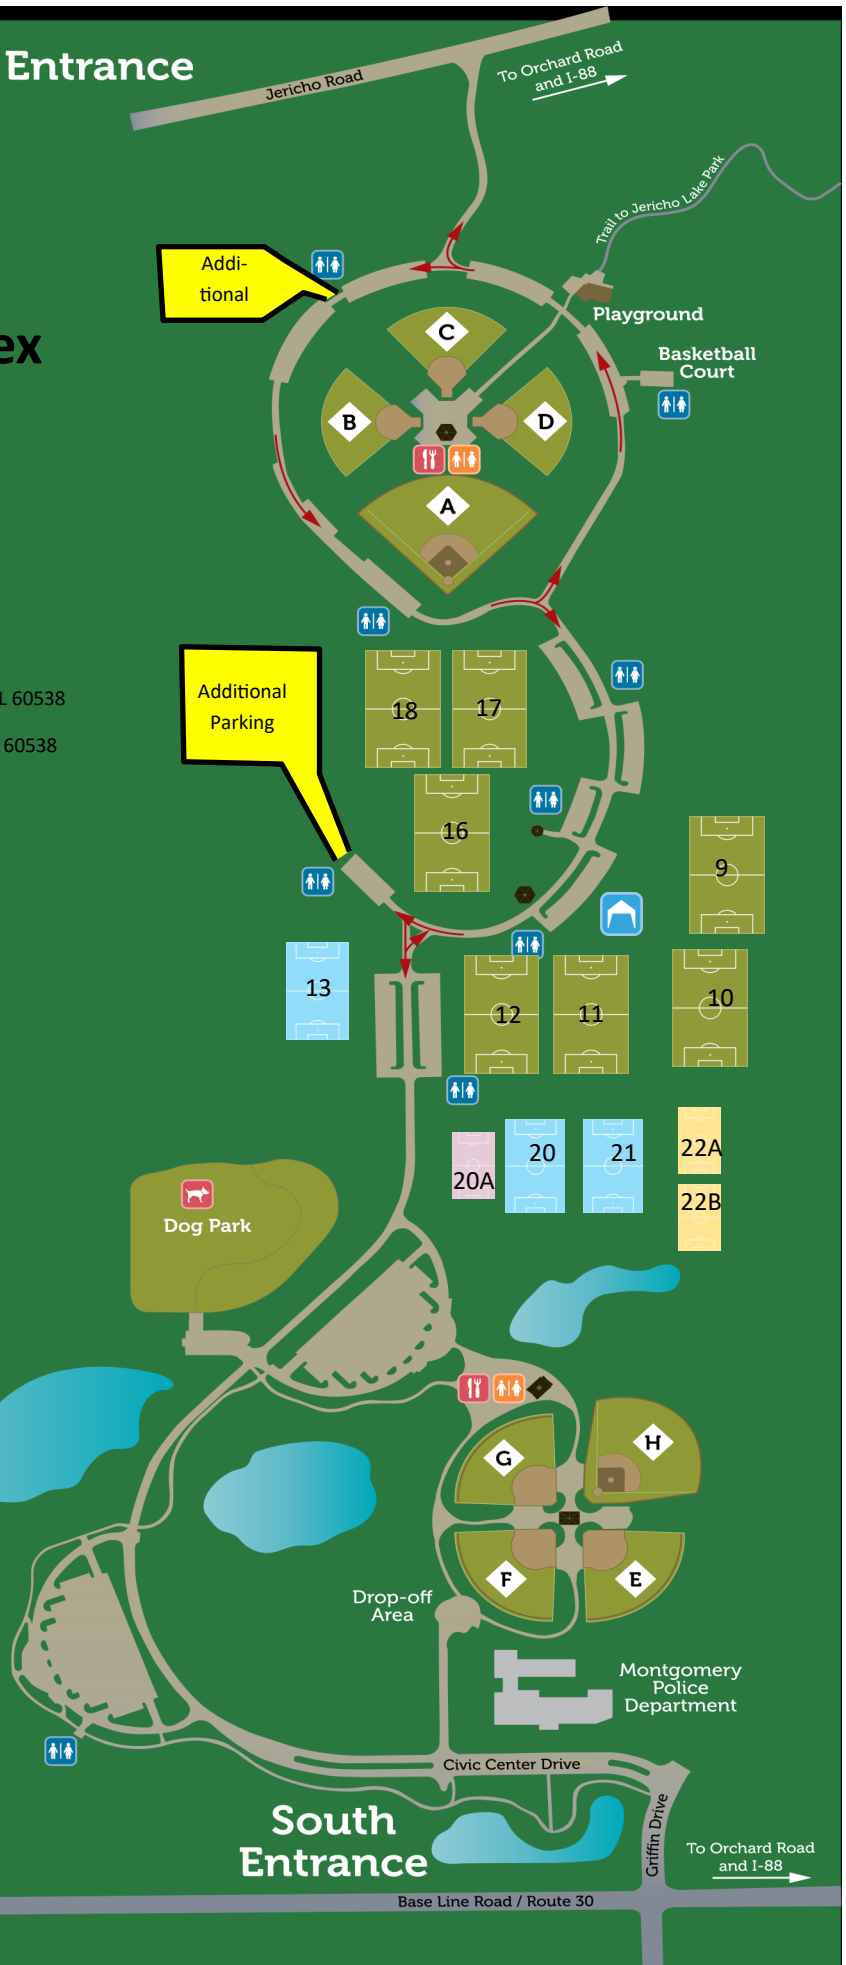 Entrance
Jericho Road
To Orchard Road
and I-88
Trail to Jericho Lake Park
Addi-
tional
Playground
ex
C
Basketball
Court
B
D
A
L 60538
60538
Additional
Parking
18
17
16
9
13
12
11
10
20
21
22A
20A
22B
Dog Park
G
H
F
E
Drop-off
Area
Montgomery
Police
Department
Civic Center Drive
South
Entrance
Griffin Drive
To Orchard Road
and I-88
Base Line Road / Route 30